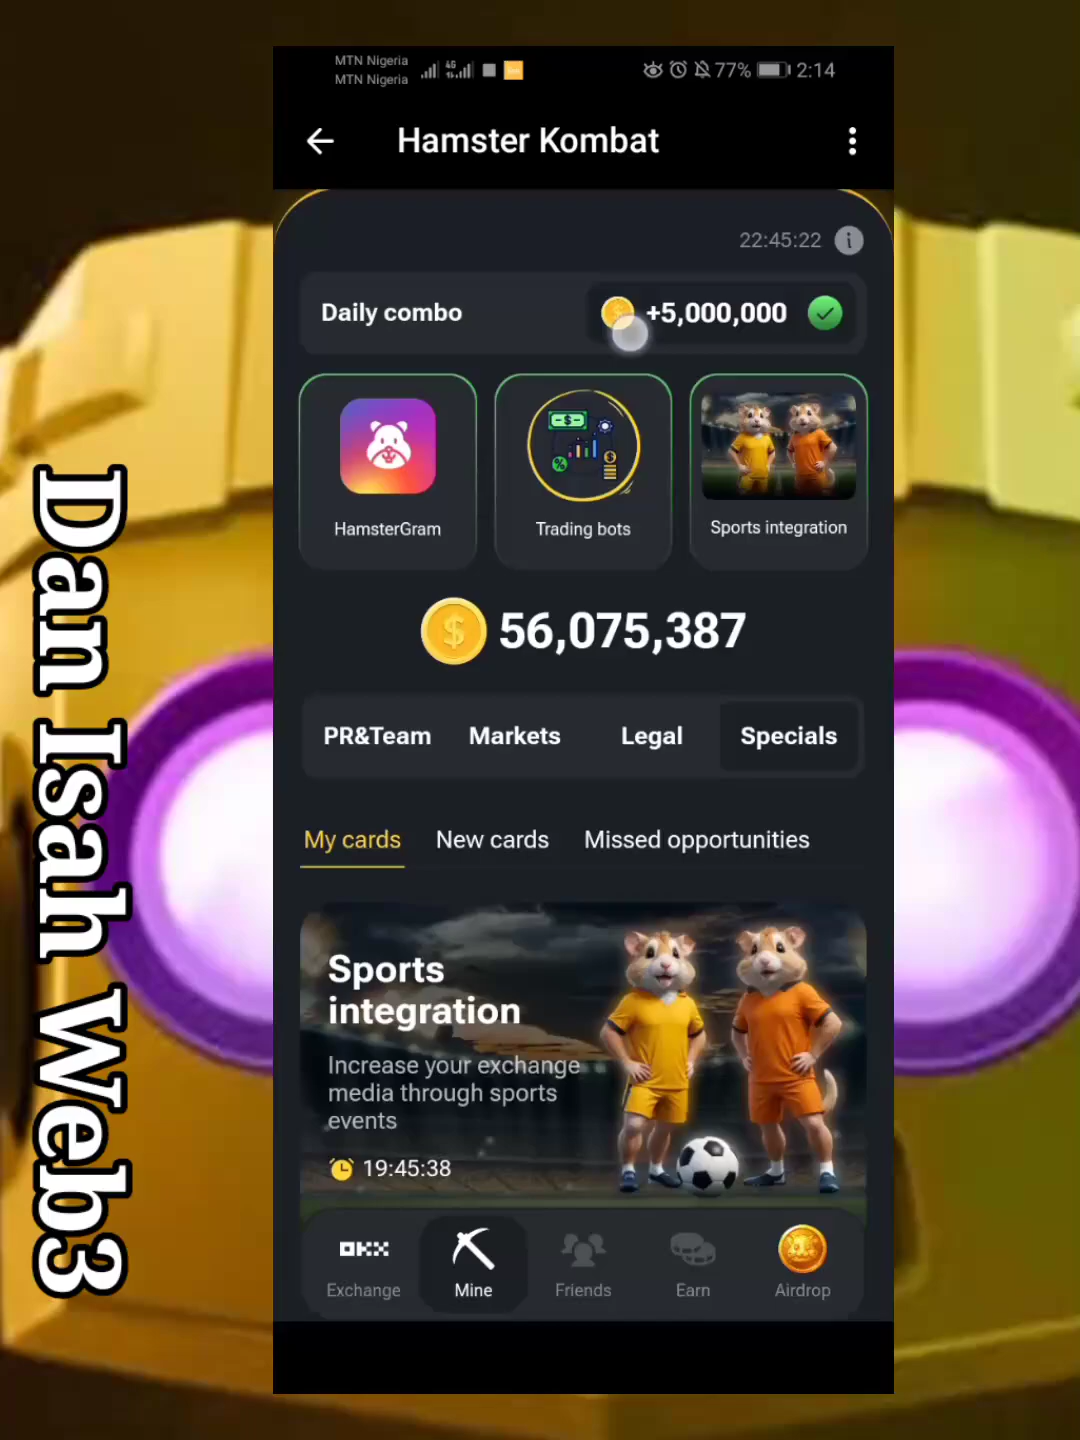 MTN Nigeria
MTN Nigeria
4G
77%
2:14
Hamster Kombat
22:45:22
Daily combo
+5,000,000
HamsterGram
Trading bots
Sports integration
56,075,387
PR&Team
Markets
Legal
Specials
My cards
New cards
Missed opportunities
Sports
integration
Increase your exchange
media through sports
events
19:45:38
OKX
Exchange
Mine
Friends
Earn
Airdrop
Dan Isah Web3